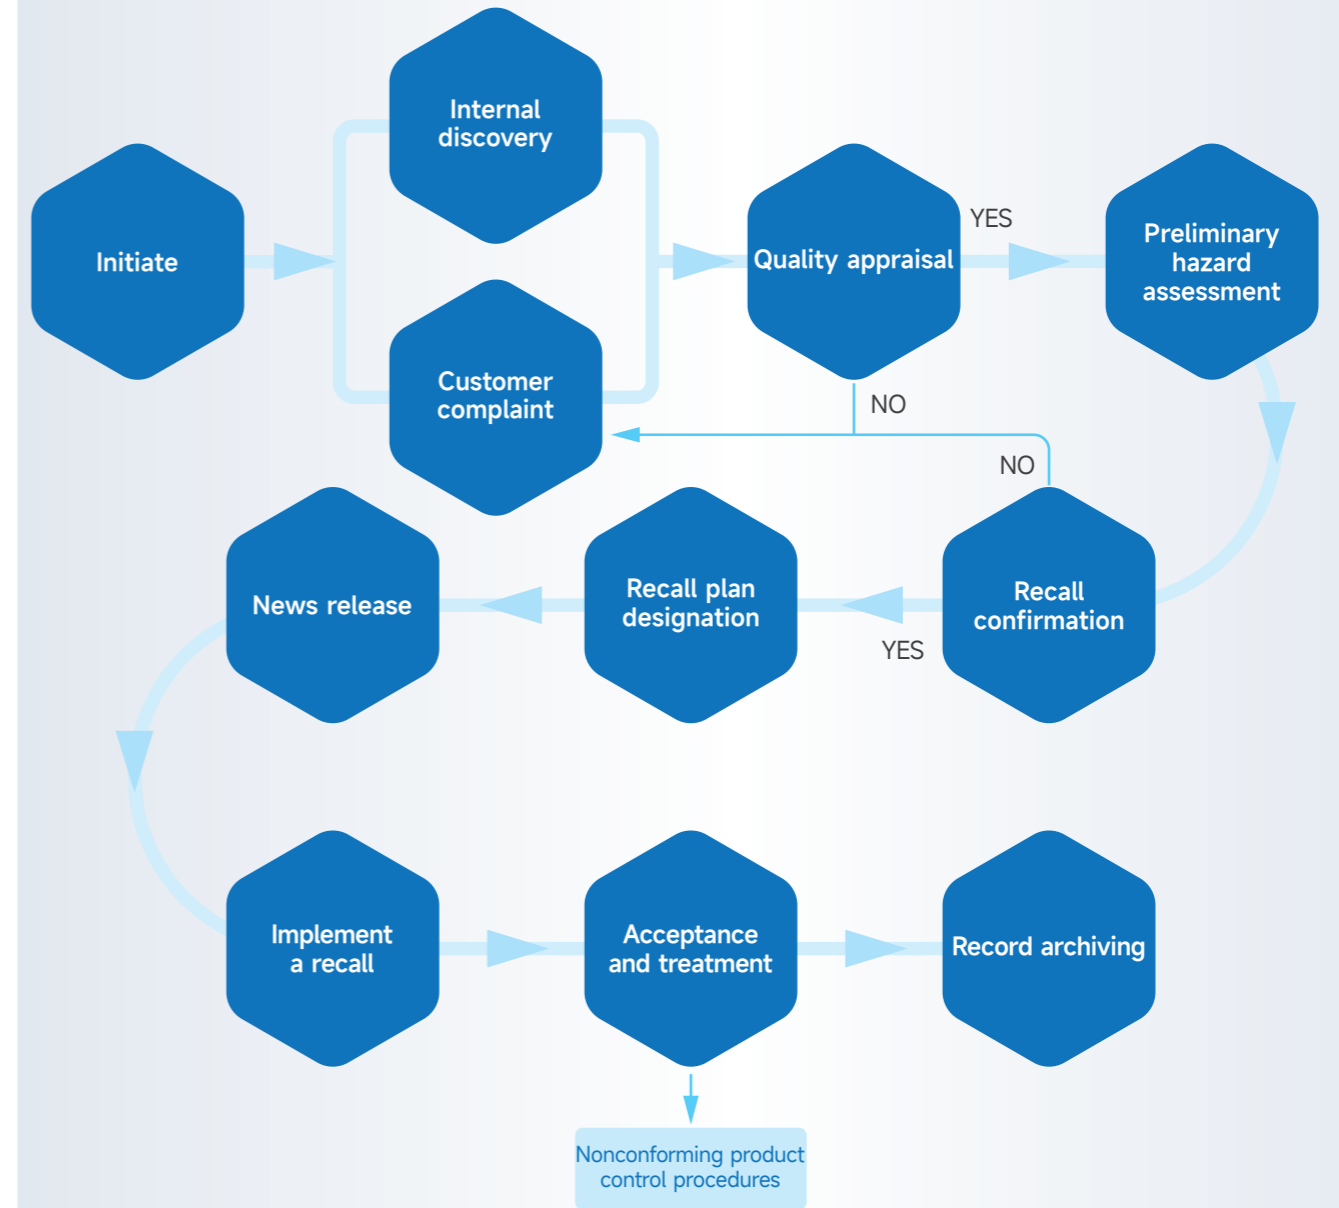 Internal
discovery
Initiate
Customer
complaint
Quality appraisal
YES
Preliminary
hazard
assessment
NO
NO
News release
Recall plan
designation
YES
Recall
confirmation
Implement
a recall
Acceptance
and treatment
Record archiving
Nonconforming product
control procedures